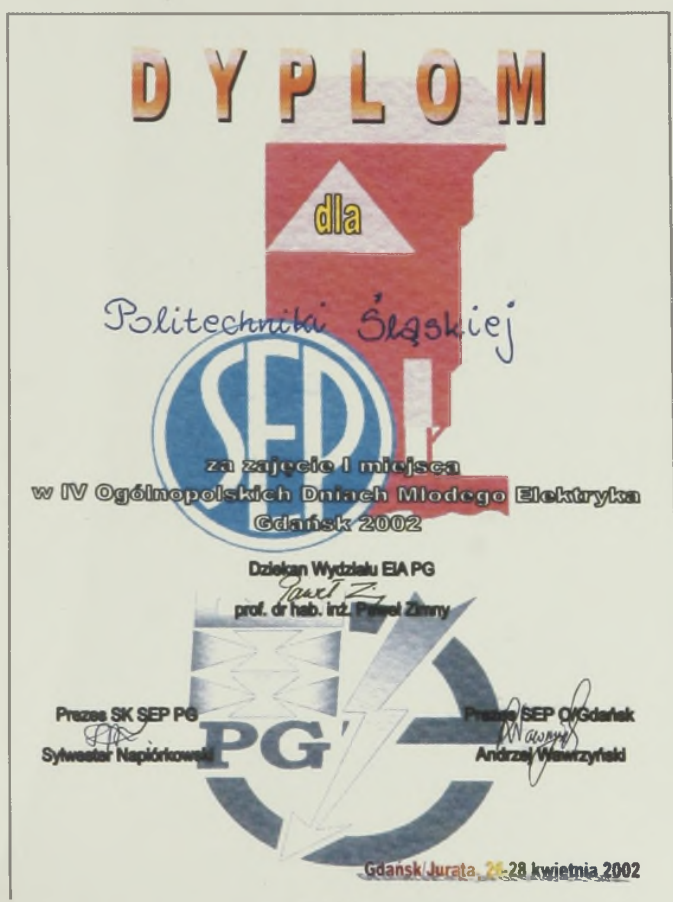 DYPLOM
dla
Politechniki Śląskiej
SEP
za zajęcie I miejsca
w IV Ogólnopolskich Dniach Młodego Elektryka
Gdańsk 2002
Dziekan Wydziału EIA PG
Paweł
prof. dr hab. inż. Paweł Zimny
Prezes SK SEP PG
Sylwester Napiórkowski
PG
Prezes SEP O/Gdańsk
Andrzej Wawrzyński
Gdańsk/Jurata, 26-28 kwietnia 2002